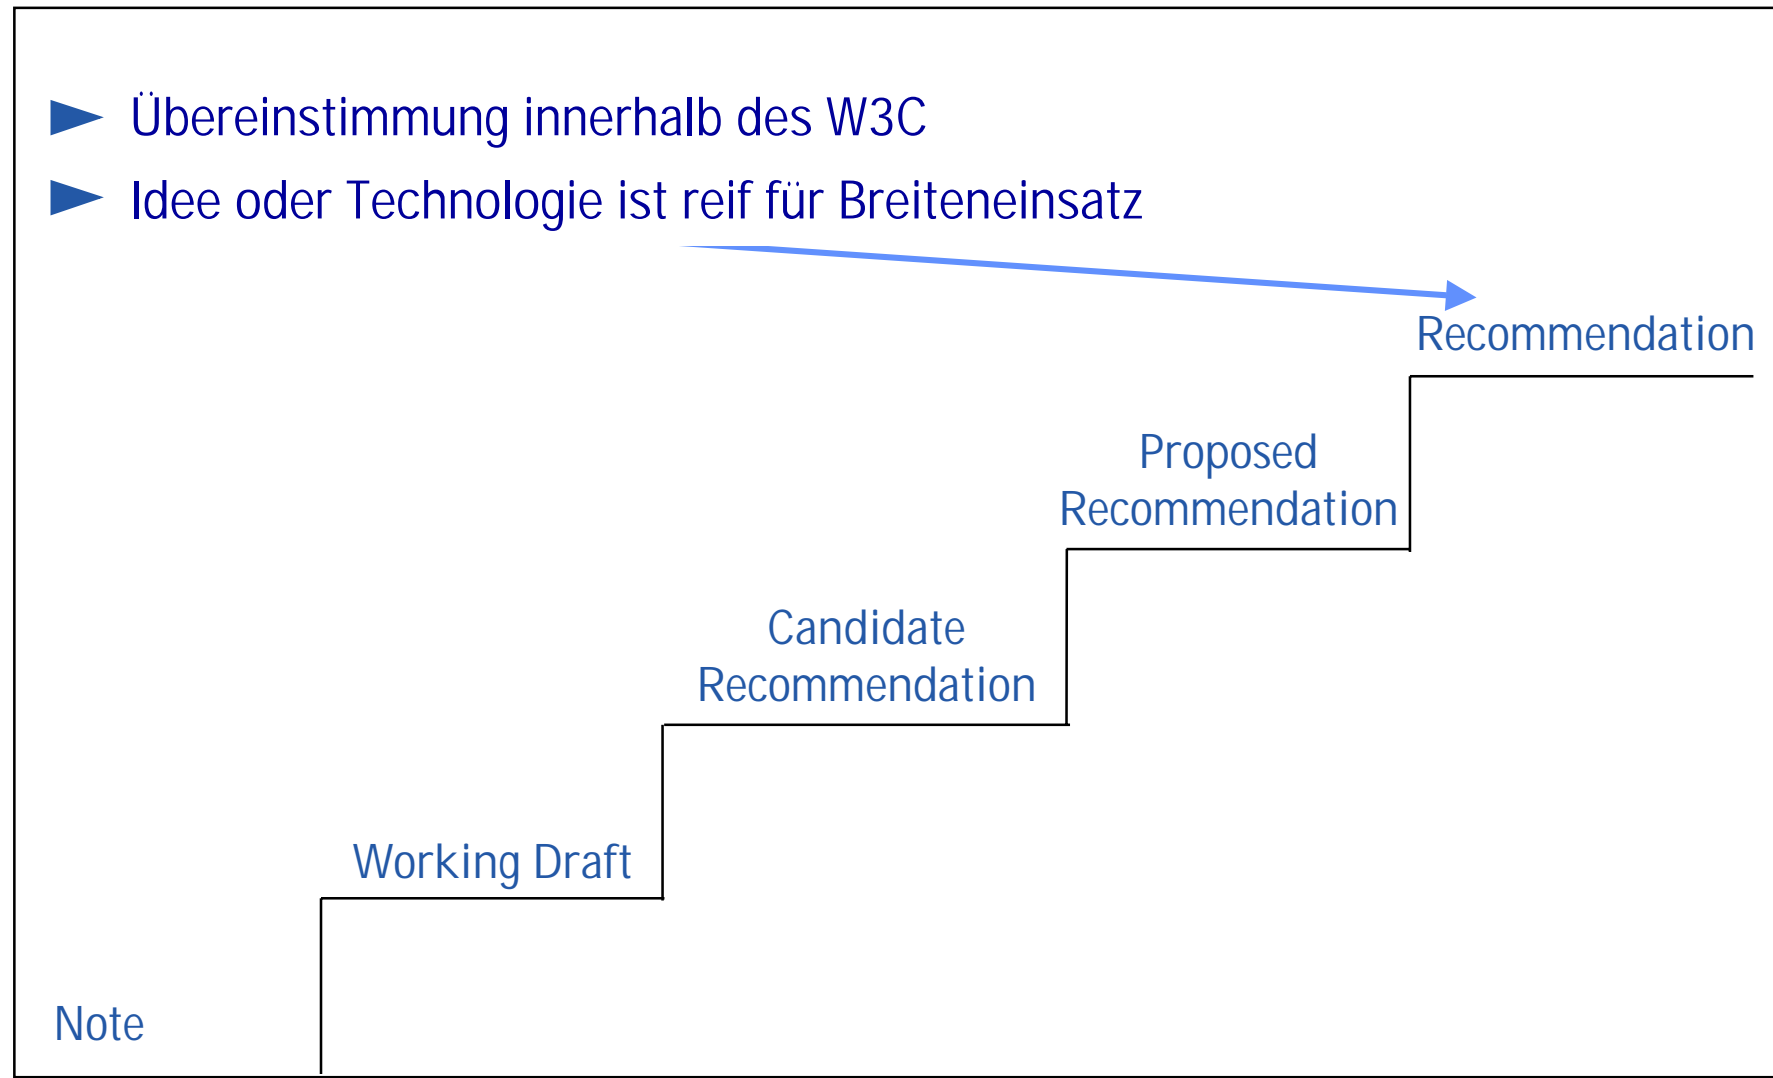 Übereinstimmung innerhalb des W3C
Idee oder Technologie ist reif für Breiteneinsatz
Recommendation
Proposed
Recommendation
Candidate
Recommendation
Working Draft
Note